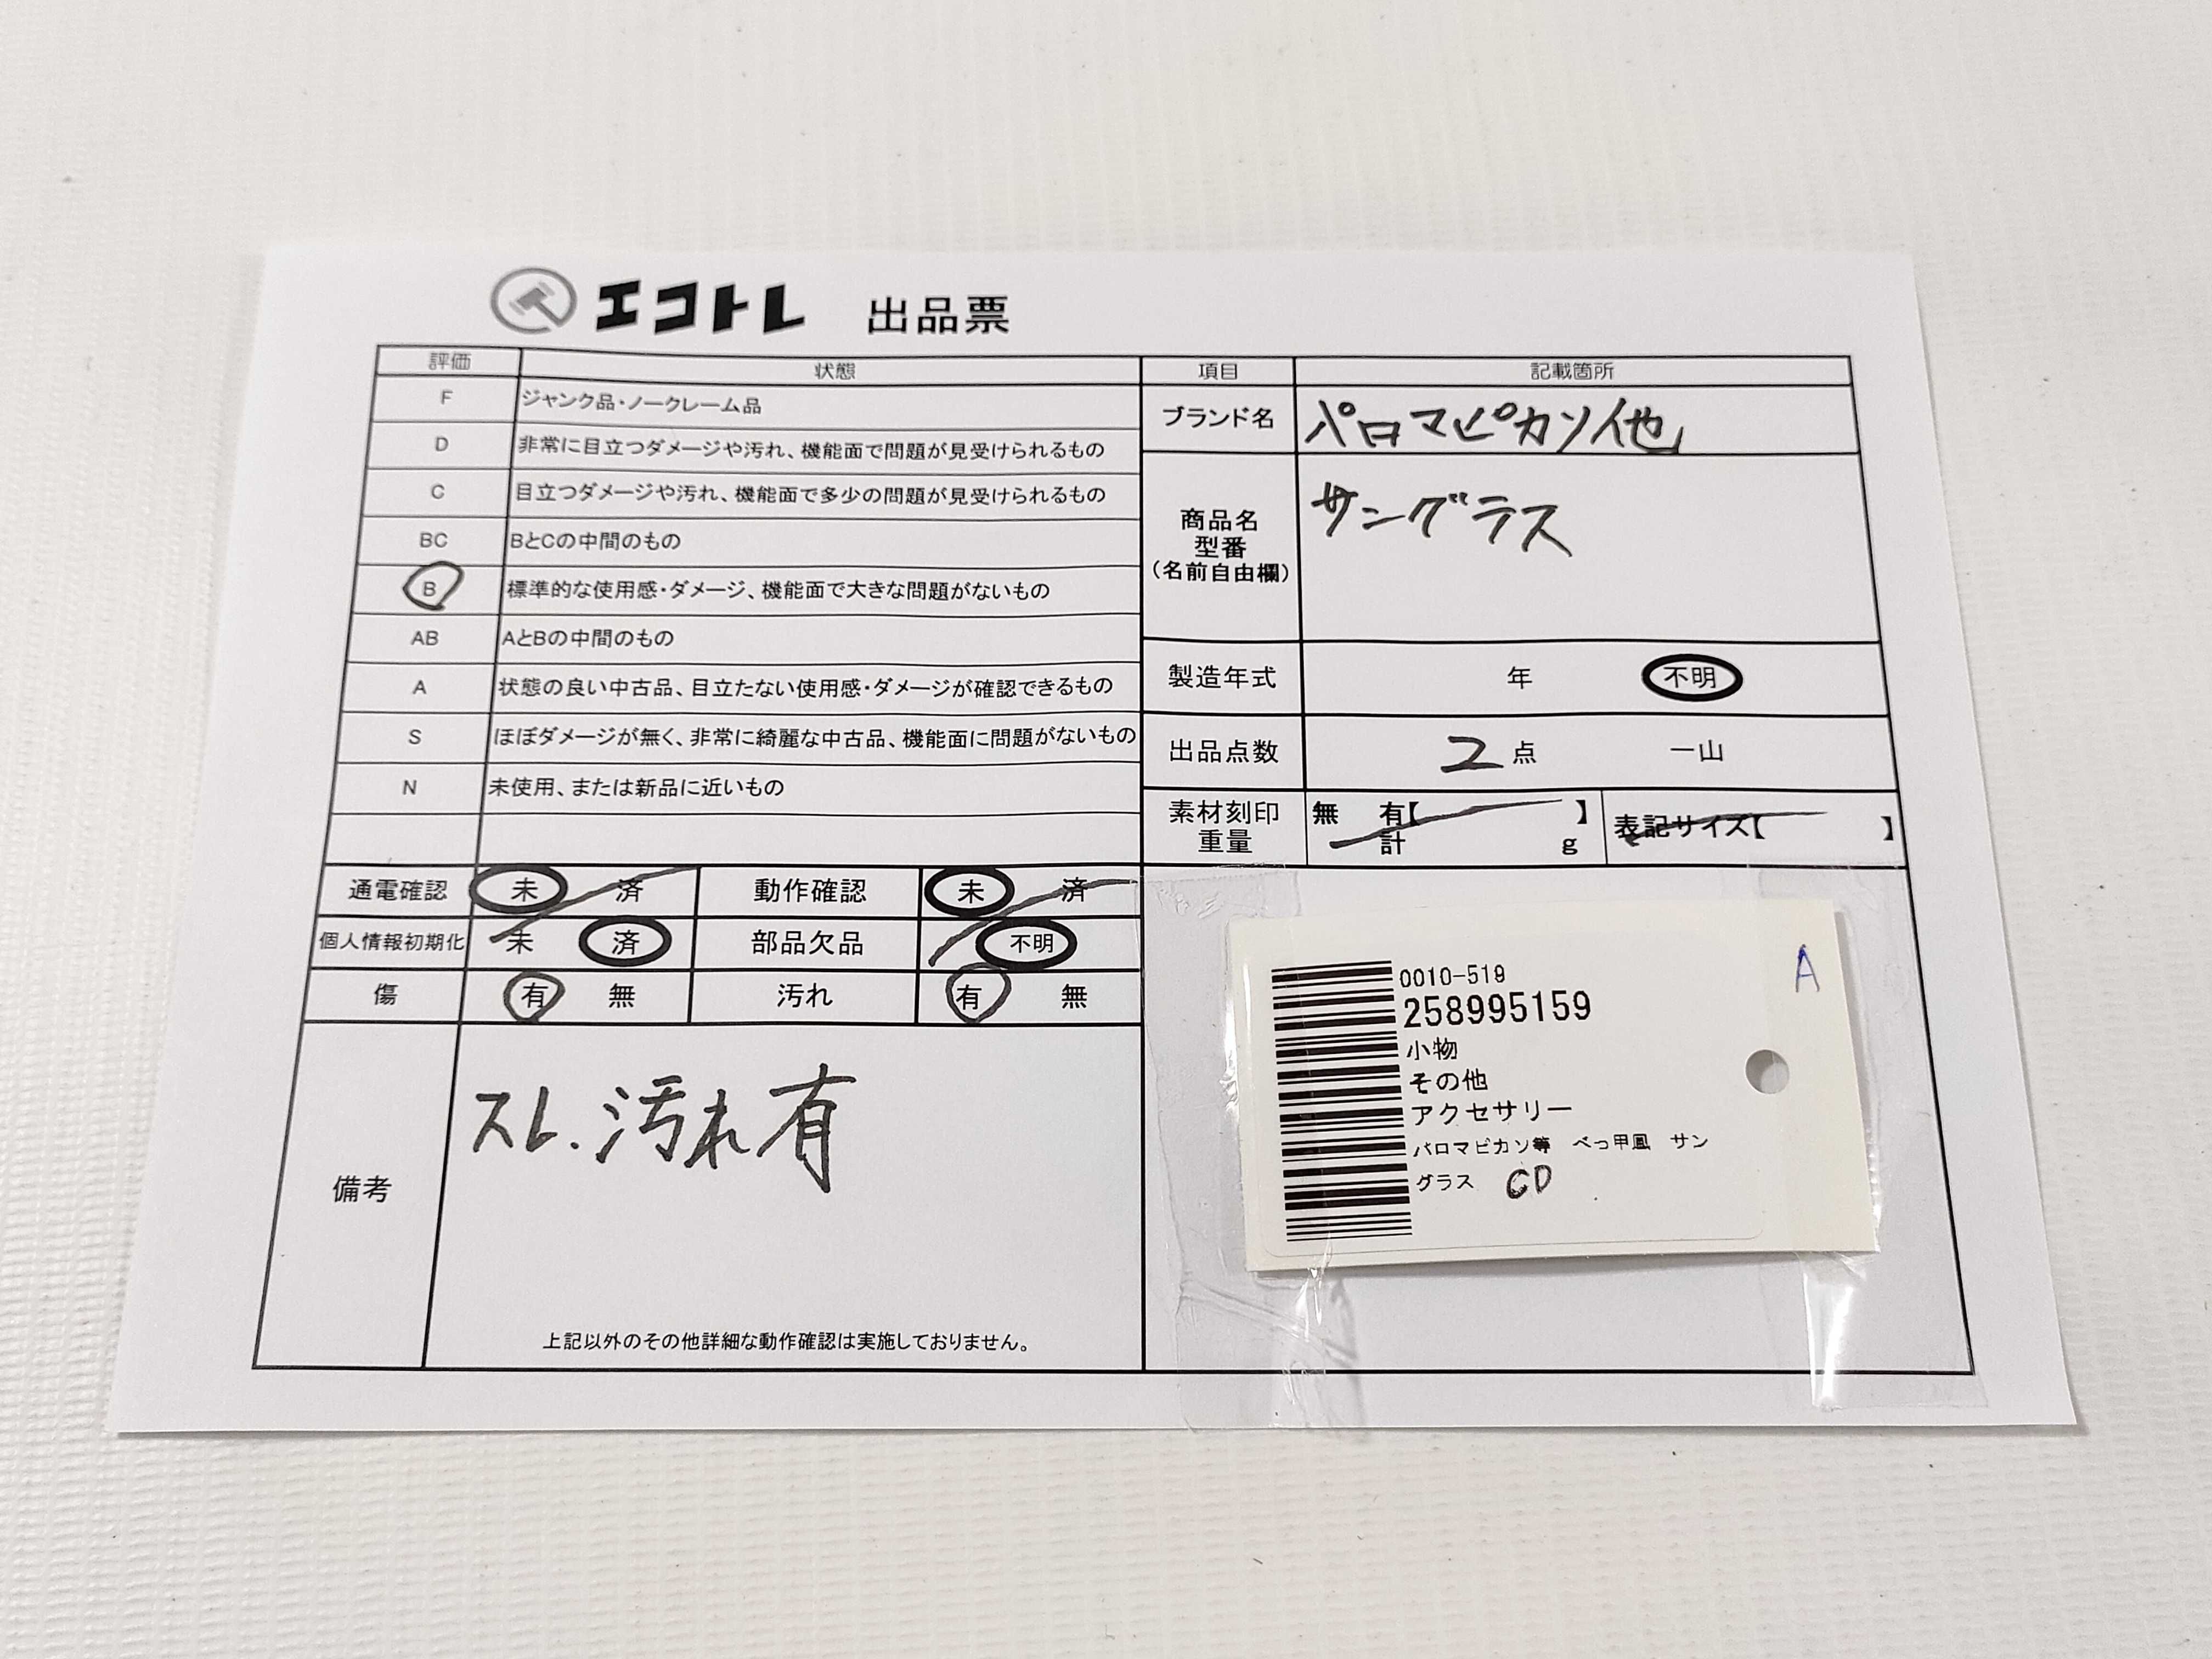 エコトレ 出品票
評価 状態
F ジャンク品・ノークレーム品
D 非常に目立つダメージや汚れ、機能面で問題が見受けられるもの
C 目立つダメージや汚れ、機能面で多少の問題が見受けられるもの
BC BとCの中間のもの
B 標準的な使用感・ダメージ、機能面で大きな問題がないもの
AB AとBの中間のもの
A 状態の良い中古品、目立たない使用感・ダメージが確認できるもの
S ほぼダメージが無く、非常に綺麗な中古品、機能面に問題がないもの
N 未使用、または新品に近いもの
通電確認 未 済 動作確認 未 済
個人情報初期化 未 済 部品欠品 不明
傷 有 無 汚れ 有 無
備考
スレ.汚れ有
上記以外のその他詳細な動作確認は実施しておりません。
項目 記載箇所
ブランド名 パロマピカソ他
商品名
型番
(名前自由欄)
サングラス
製造年式 年 不明
出品点数 2点 一山
素材刻印
重量
無 有【 】
計 g
表記サイズ【 】
0010-519
258995159
小物
その他
アクセサリー
パロマピカソ等 べっ甲風 サン
グラス CD
A